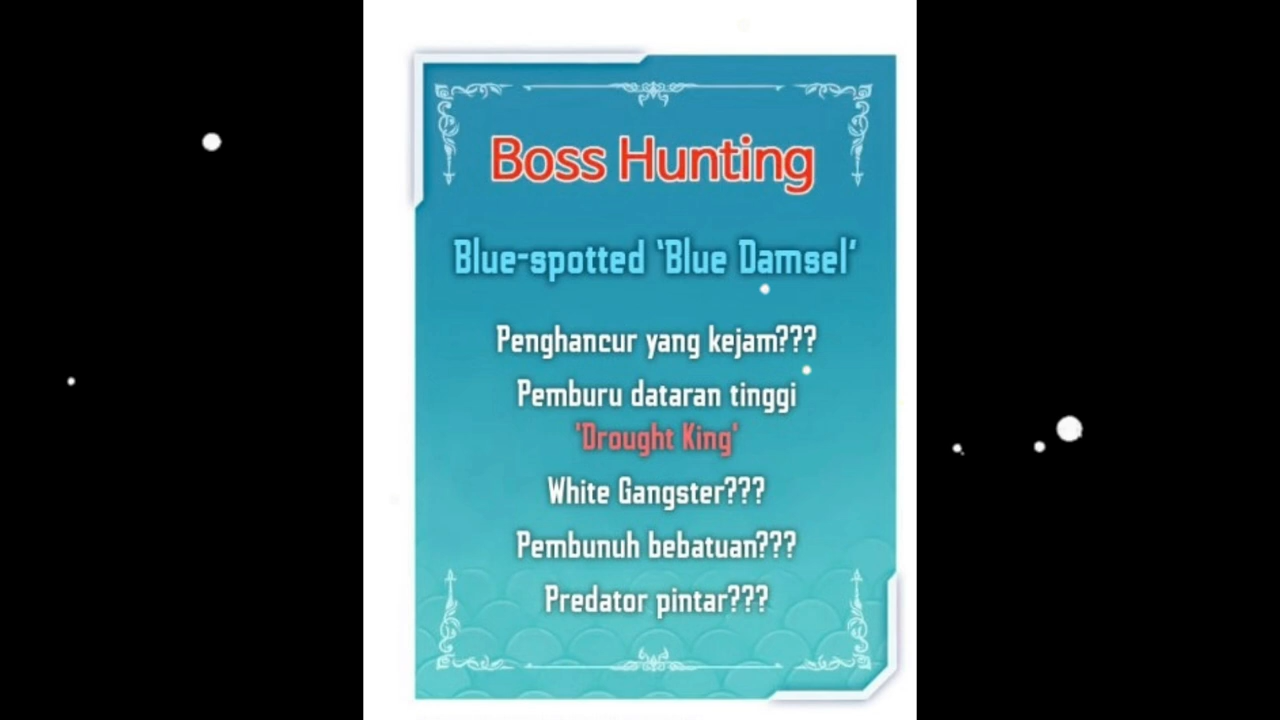 Boss Hunting
Blue-spotted ‘Blue Damsel’
Penghancur yang kejam???
Pemburu dataran tinggi
'Drought King'
White Gangster???
Pembunuh bebatuan???
Predator pintar???